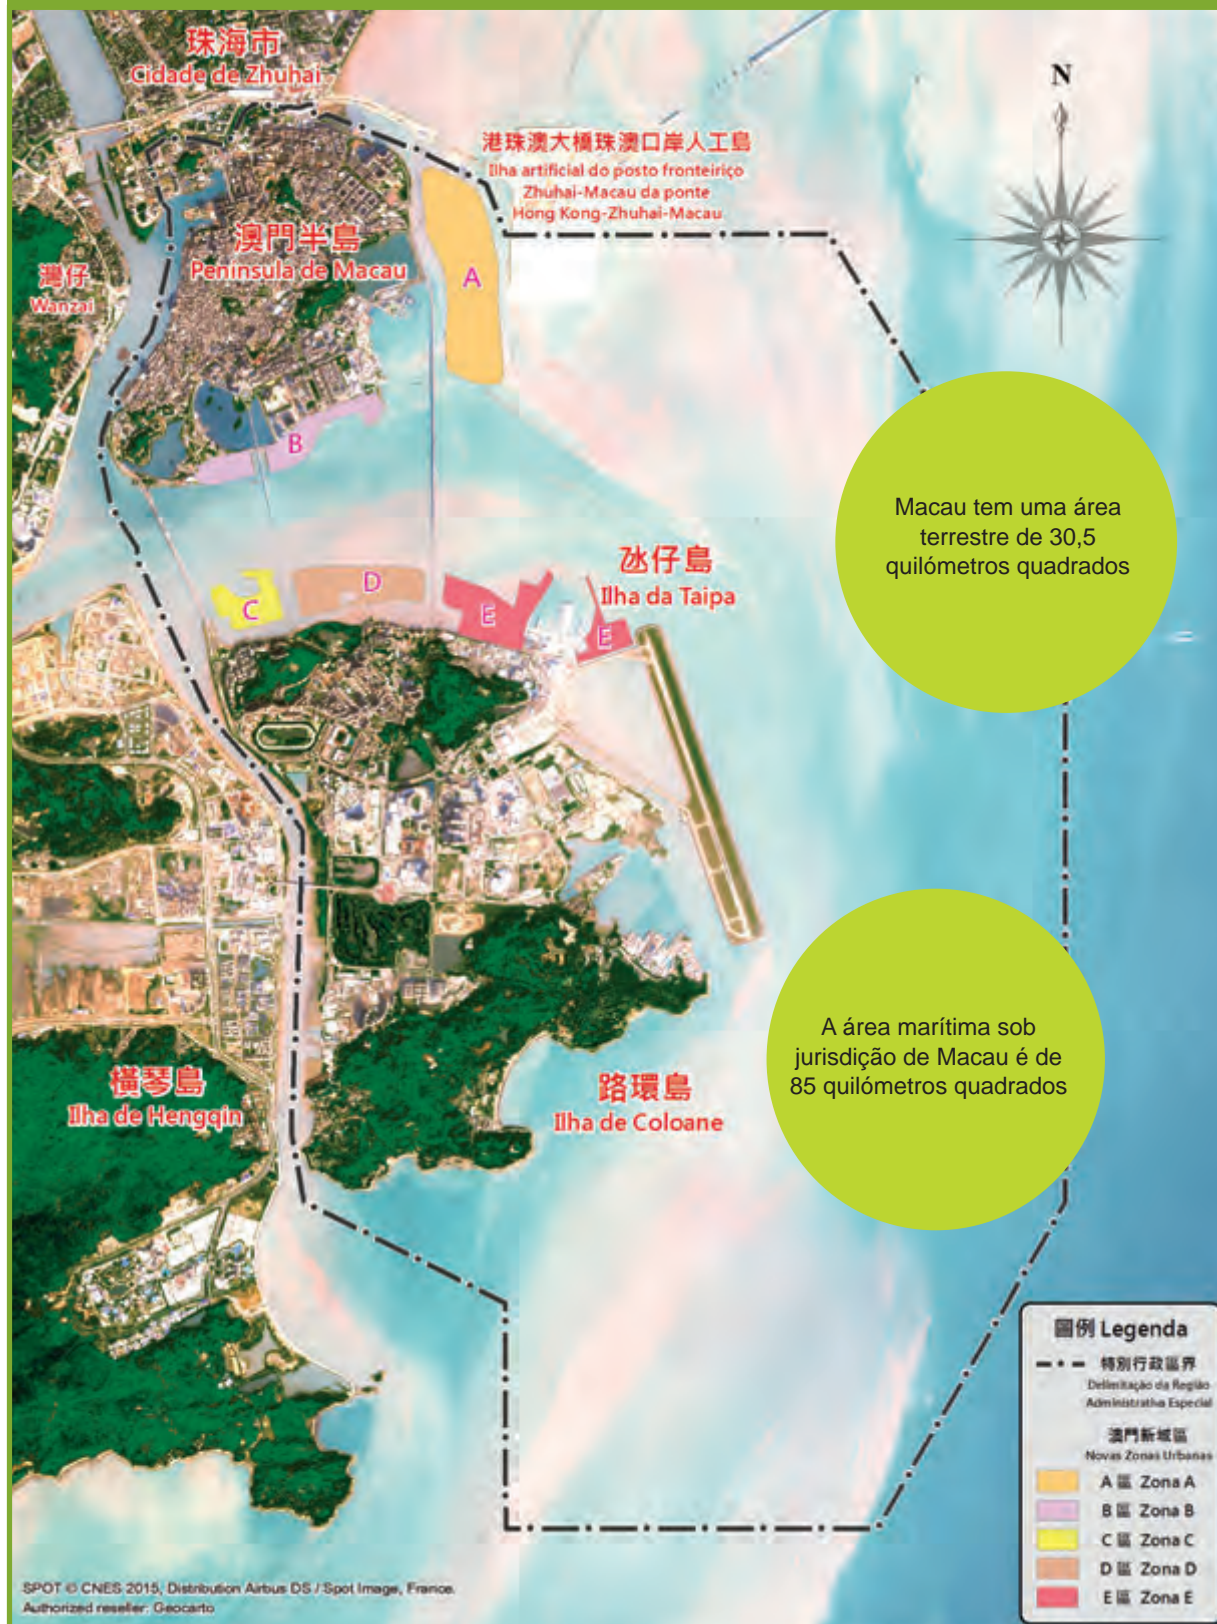 珠海市
Cidade de Zhuhai
N
港珠澳大橋珠澳口岸人工島
Ilha artificial do posto fronteiriço
Zhuhai-Macau da ponte
Hong Kong-Zhuhai-Macau
澳門半島
Península de Macau
A
灣仔
Wanzai
B
Macau tem uma área
terrestre de 30,5
quilómetros quadrados
氹仔島
Ilha da Taipa
C
D
E
E
A área marítima sob
jurisdição de Macau é de
85 quilómetros quadrados
橫琴島
Ilha de Hengqin
路環島
Ilha de Coloane
圖例 Legenda
特別行政區界
Delimitação da Região
Administrativa Especial
澳門新城區
Novas Zonas Urbanas
A 區 Zona A
B 區 Zona B
C 區 Zona C
D 區 Zona D
E 區 Zona E
SPOT © CNES 2015, Distribution Airbus DS / Spot Image, France.
Authorized reseller: Geocarto